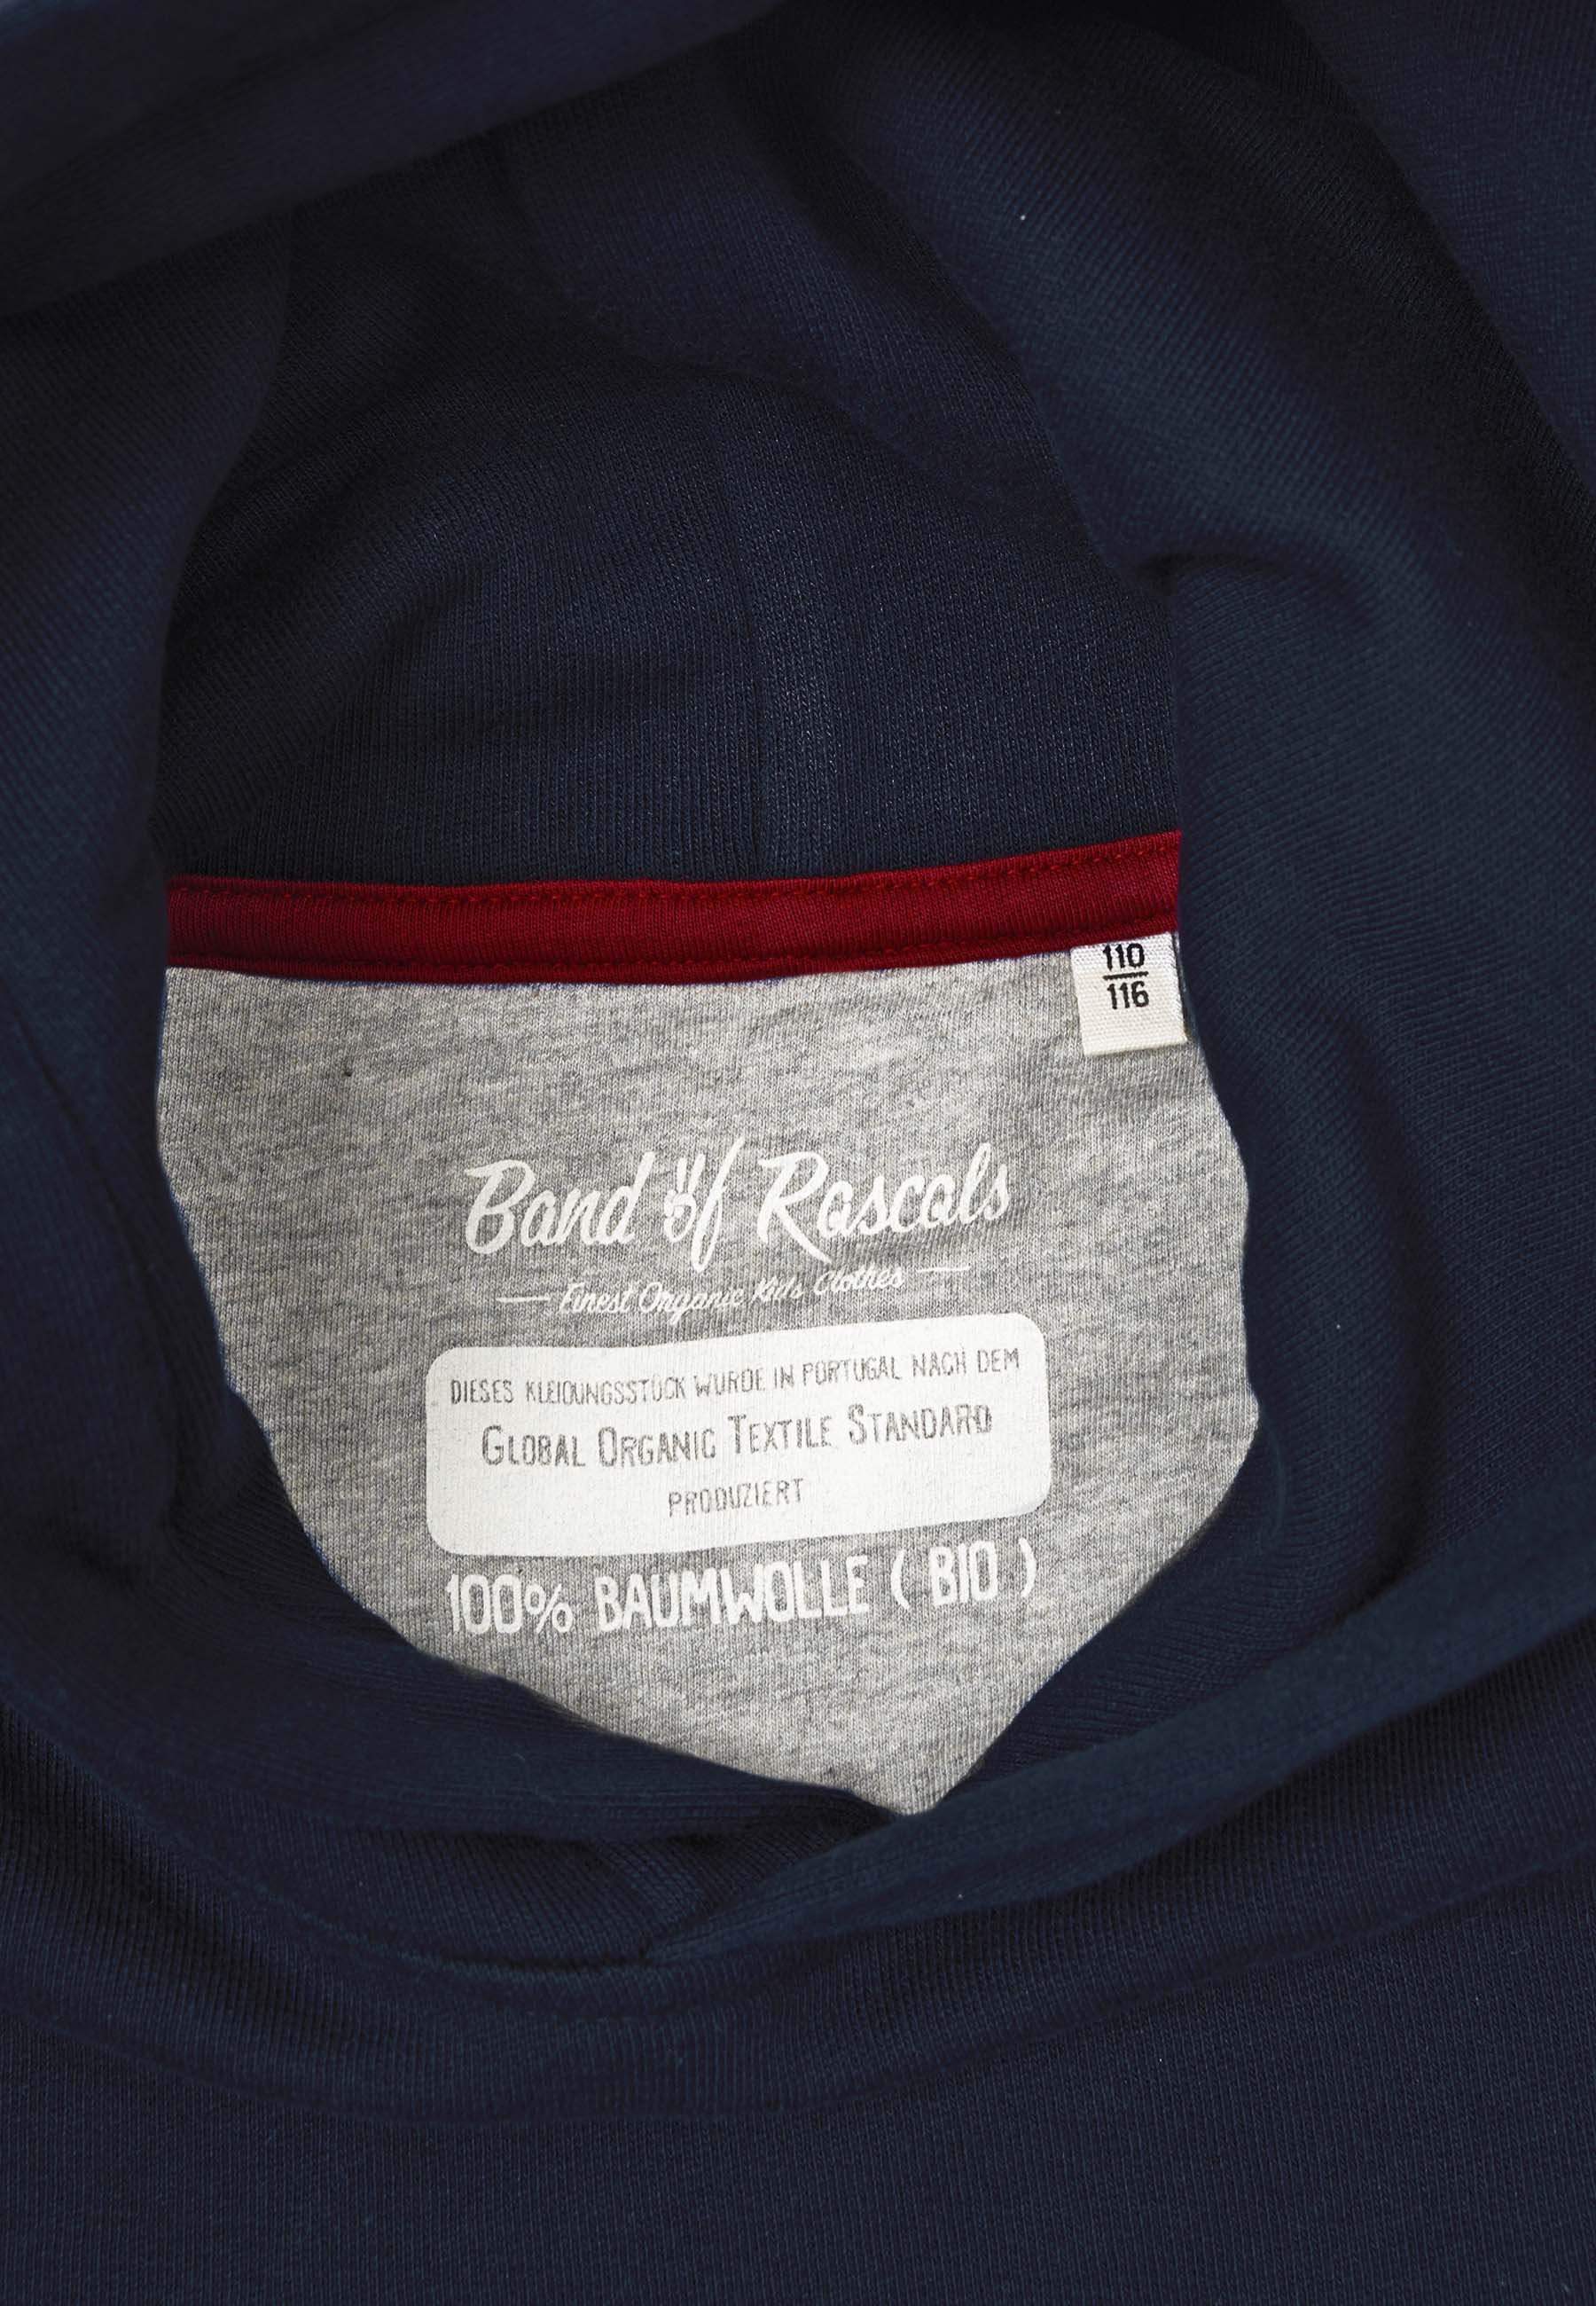 110
116
Band of Rascals
Finest Organic Kids Clothes
DIESES KLEIDUNGSSTÜCK WURDE IN PORTUGAL NACH DEM
GLOBAL ORGANIC TEXTILE STANDARD
PRODUZIERT
100% BAUMWOLLE ( BIO )